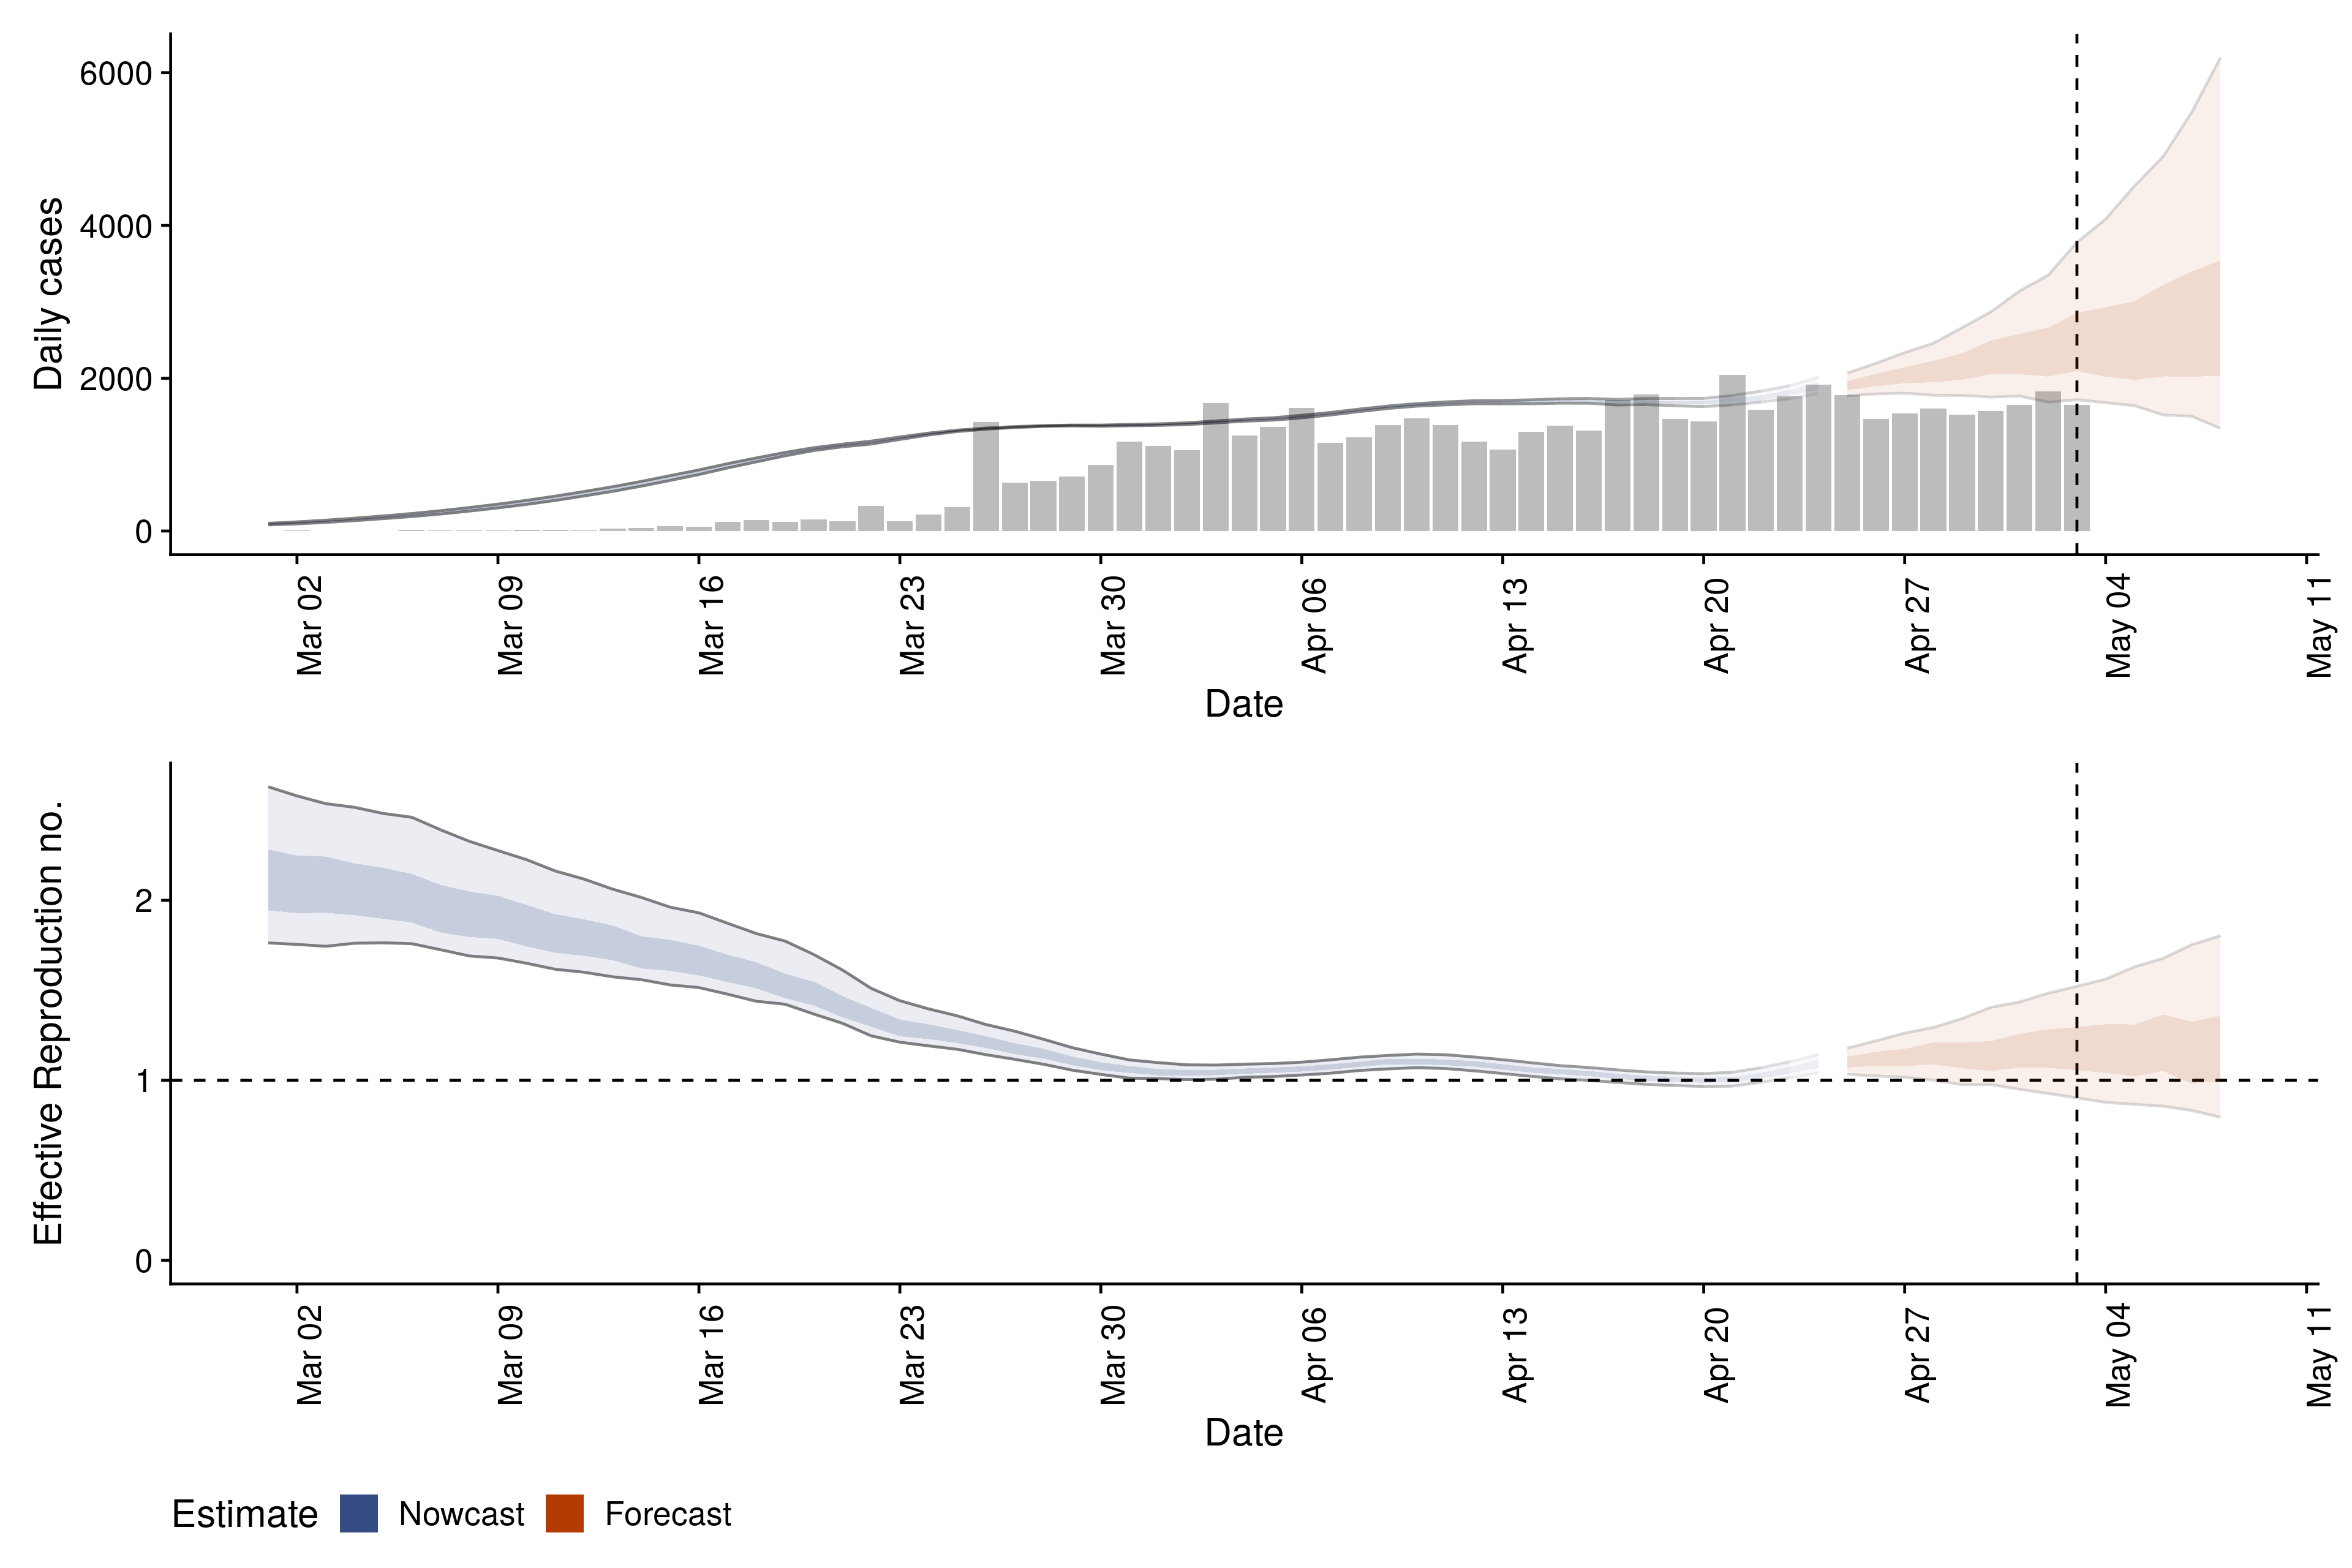 6000
4000
2000
0
Daily cases
Mar 02
Mar 09
Mar 16
Mar 23
Mar 30
Apr 06
Apr 13
Apr 20
Apr 27
May 04
May 11
Date
2
1
0
Effective Reproduction no.
Mar 02
Mar 09
Mar 16
Mar 23
Mar 30
Apr 06
Apr 13
Apr 20
Apr 27
May 04
May 11
Date
Estimate Nowcast Forecast